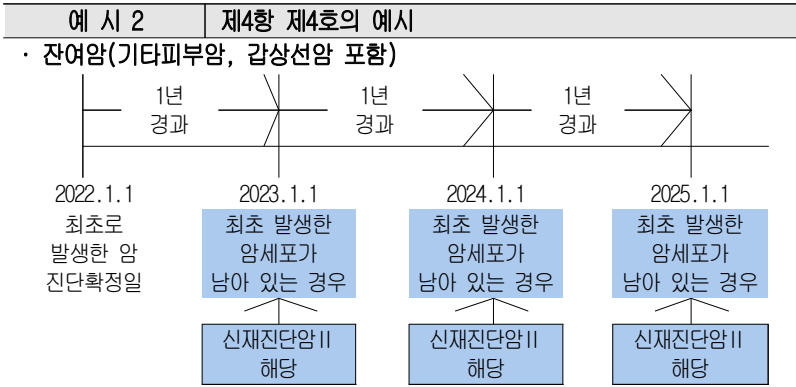 예 시 2 제4항 제4호의 예시
· 잔여암(기타피부암, 갑상선암 포함)
1년 1년 1년
경과 경과 경과
2022.1.1 2023.1.1 2024.1.1 2025.1.1
최초로 최초 발생한 최초 발생한 최초 발생한
발생한 암 암세포가 암세포가 암세포가
진단확정일 남아 있는 경우 남아 있는 경우 남아 있는 경우
신재진단암Ⅱ 신재진단암Ⅱ 신재진단암Ⅱ
해당 해당 해당